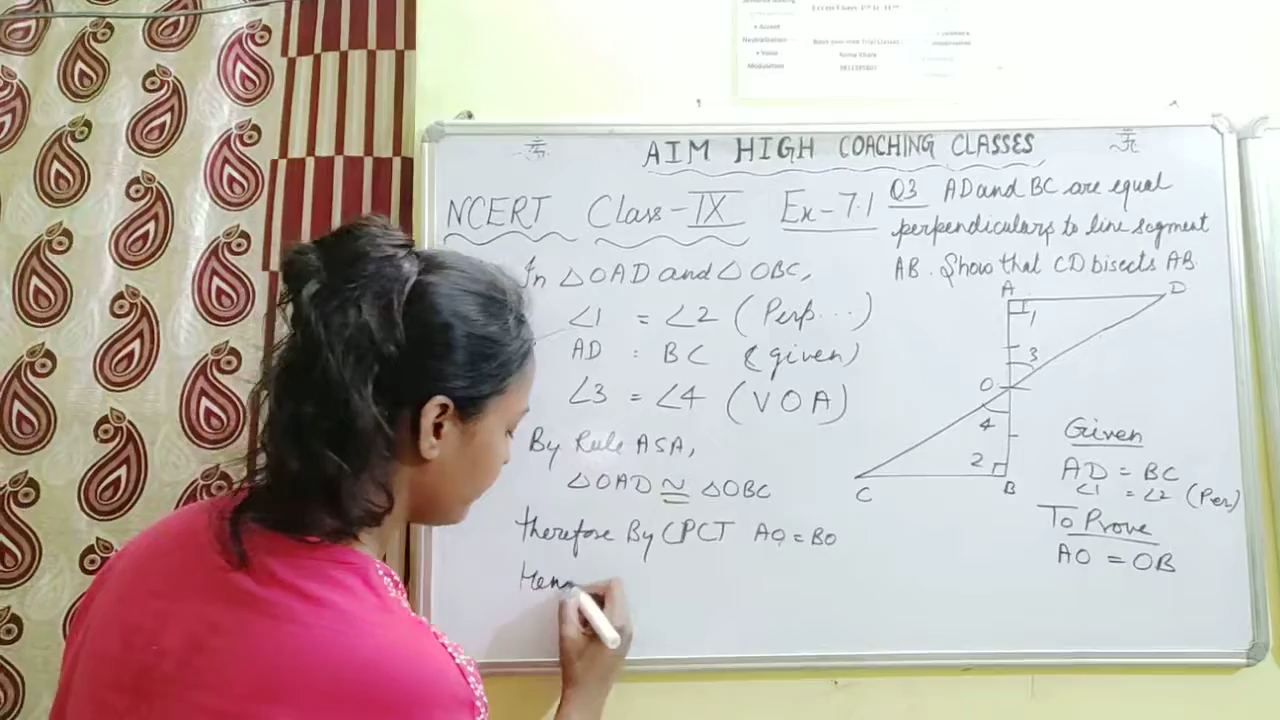 AIM HIGH COACHING CLASSES
NCERT Class-IX Ex-7.1
Q3 AD and BC are equal
perpendiculars to line segment
AB. Show that CD bisects AB.
In △OAD and △OBC,
∠1 = ∠2 (Perp...)
AD = BC (given)
∠3 = ∠4 (VOA)
By Rule ASA,
△OAD ≅ △OBC
therefore By CPCT AO = BO
Hen
A
D
1
3
O
4
2
C
B
Given
AD = BC
∠1 = ∠2 (Per)
To Prove
AO = OB